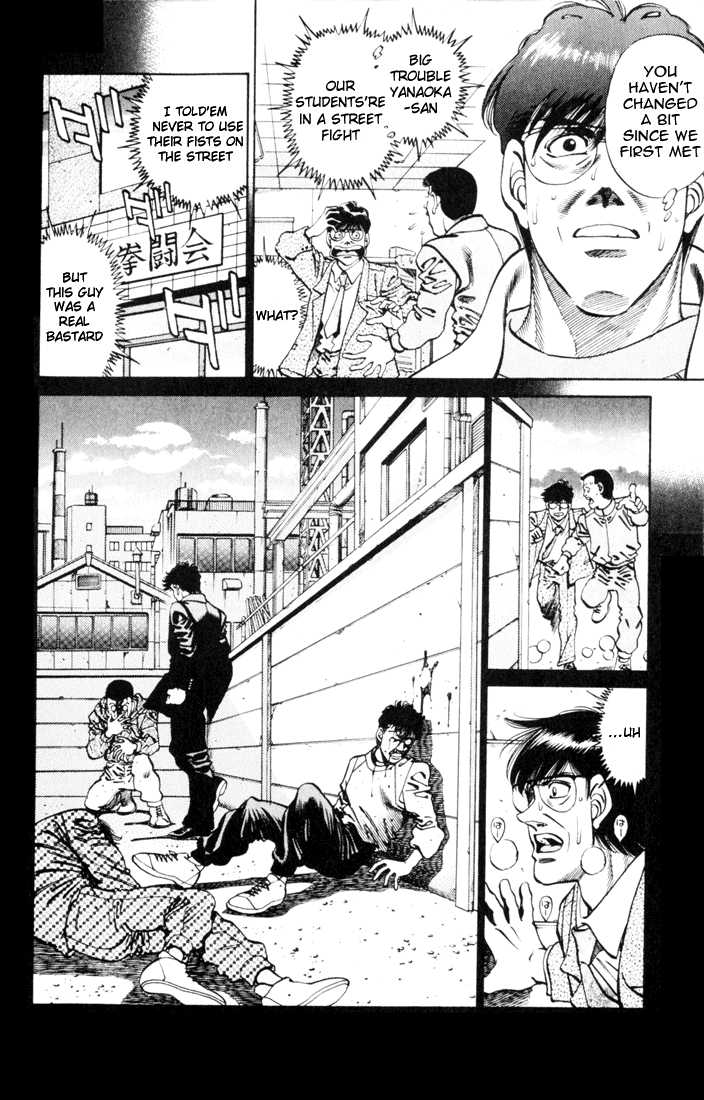 YOU
HAVEN'T
CHANGED
A BIT
SINCE WE
FIRST MET
BIG
TROUBLE
YANAOKA
-SAN
OUR
STUDENTS'RE
IN A STREET
FIGHT
WHAT?
I TOLD'EM
NEVER TO USE
THEIR FISTS ON
THE STREET
拳闘会
BUT
THIS GUY
WAS A
REAL
BASTARD
...UH
は
は